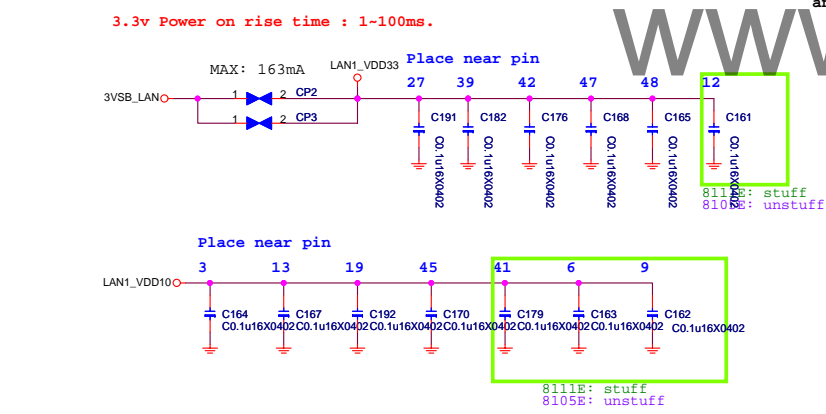 an
3.3v Power on rise time : 1~100ms.
WWW
Place near pin
MAX: 163mA
LAN1_VDD33
27 39 42 47 48 12
3VSB_LAN
1 2 CP2
1 2 CP3
C191 C182 C176 C168 C165 C161
C0.1u16X0402 C0.1u16X0402 C0.1u16X0402 C0.1u16X0402 C0.1u16X0402 C0.1u16X0402
8111E: stuff
8105E: unstuff
Place near pin
3 13 19 45 41 6 9
LAN1_VDD10
C164 C167 C192 C170 C179 C163 C162
C0.1u16X0402 C0.1u16X0402 C0.1u16X0402 C0.1u16X0402 C0.1u16X0402 C0.1u16X0402 C0.1u16X0402
8111E: stuff
8105E: unstuff